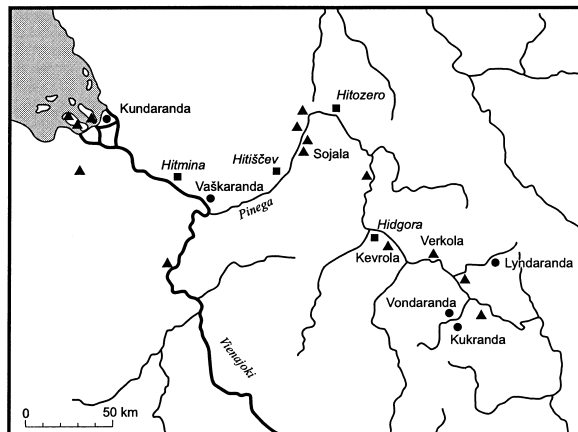 Kundaranda
Hitozero
Hitmina
Hitiščev
Sojala
Vaškaranda
Pinega
Hidgora
Verkola
Kevrola
Lyndaranda
Vondaranda
Kukranda
Vienajoki
0 50 km